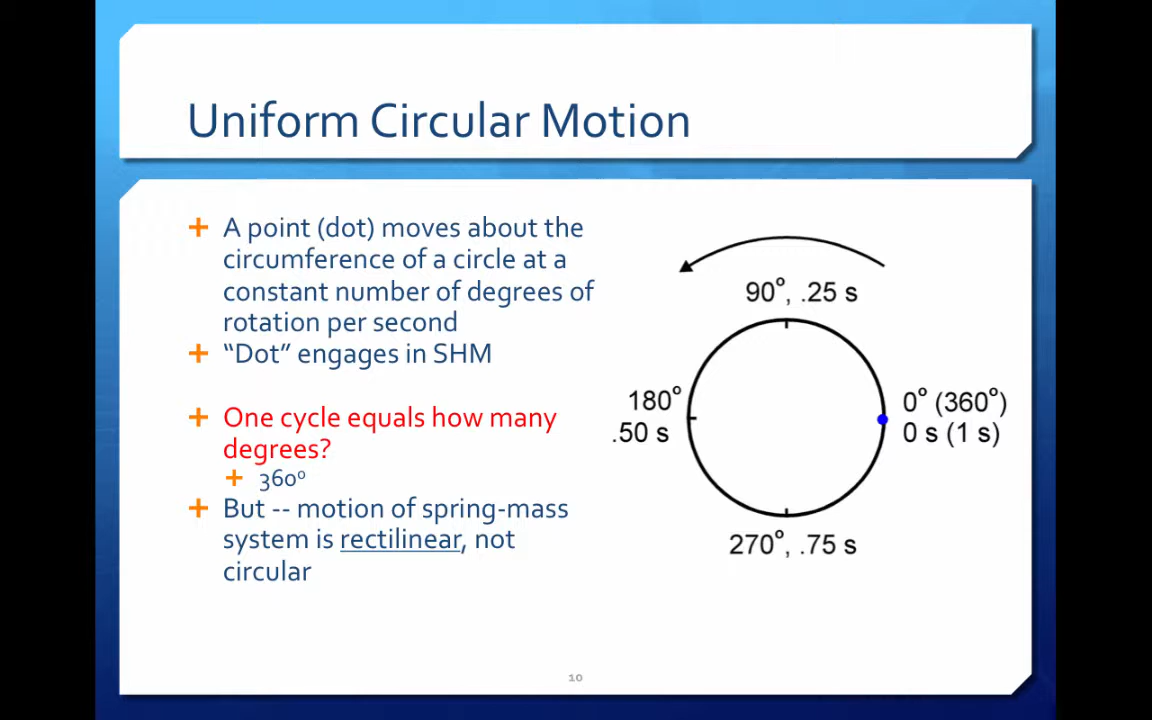 Uniform Circular Motion
A point (dot) moves about the
circumference of a circle at a
constant number of degrees of
rotation per second
“Dot” engages in SHM
One cycle equals how many
degrees?
360º
But -- motion of spring-mass
system is rectilinear, not
circular
90°, .25 s
180°
.50 s
0° (360°)
0 s (1 s)
270°, .75 s
10